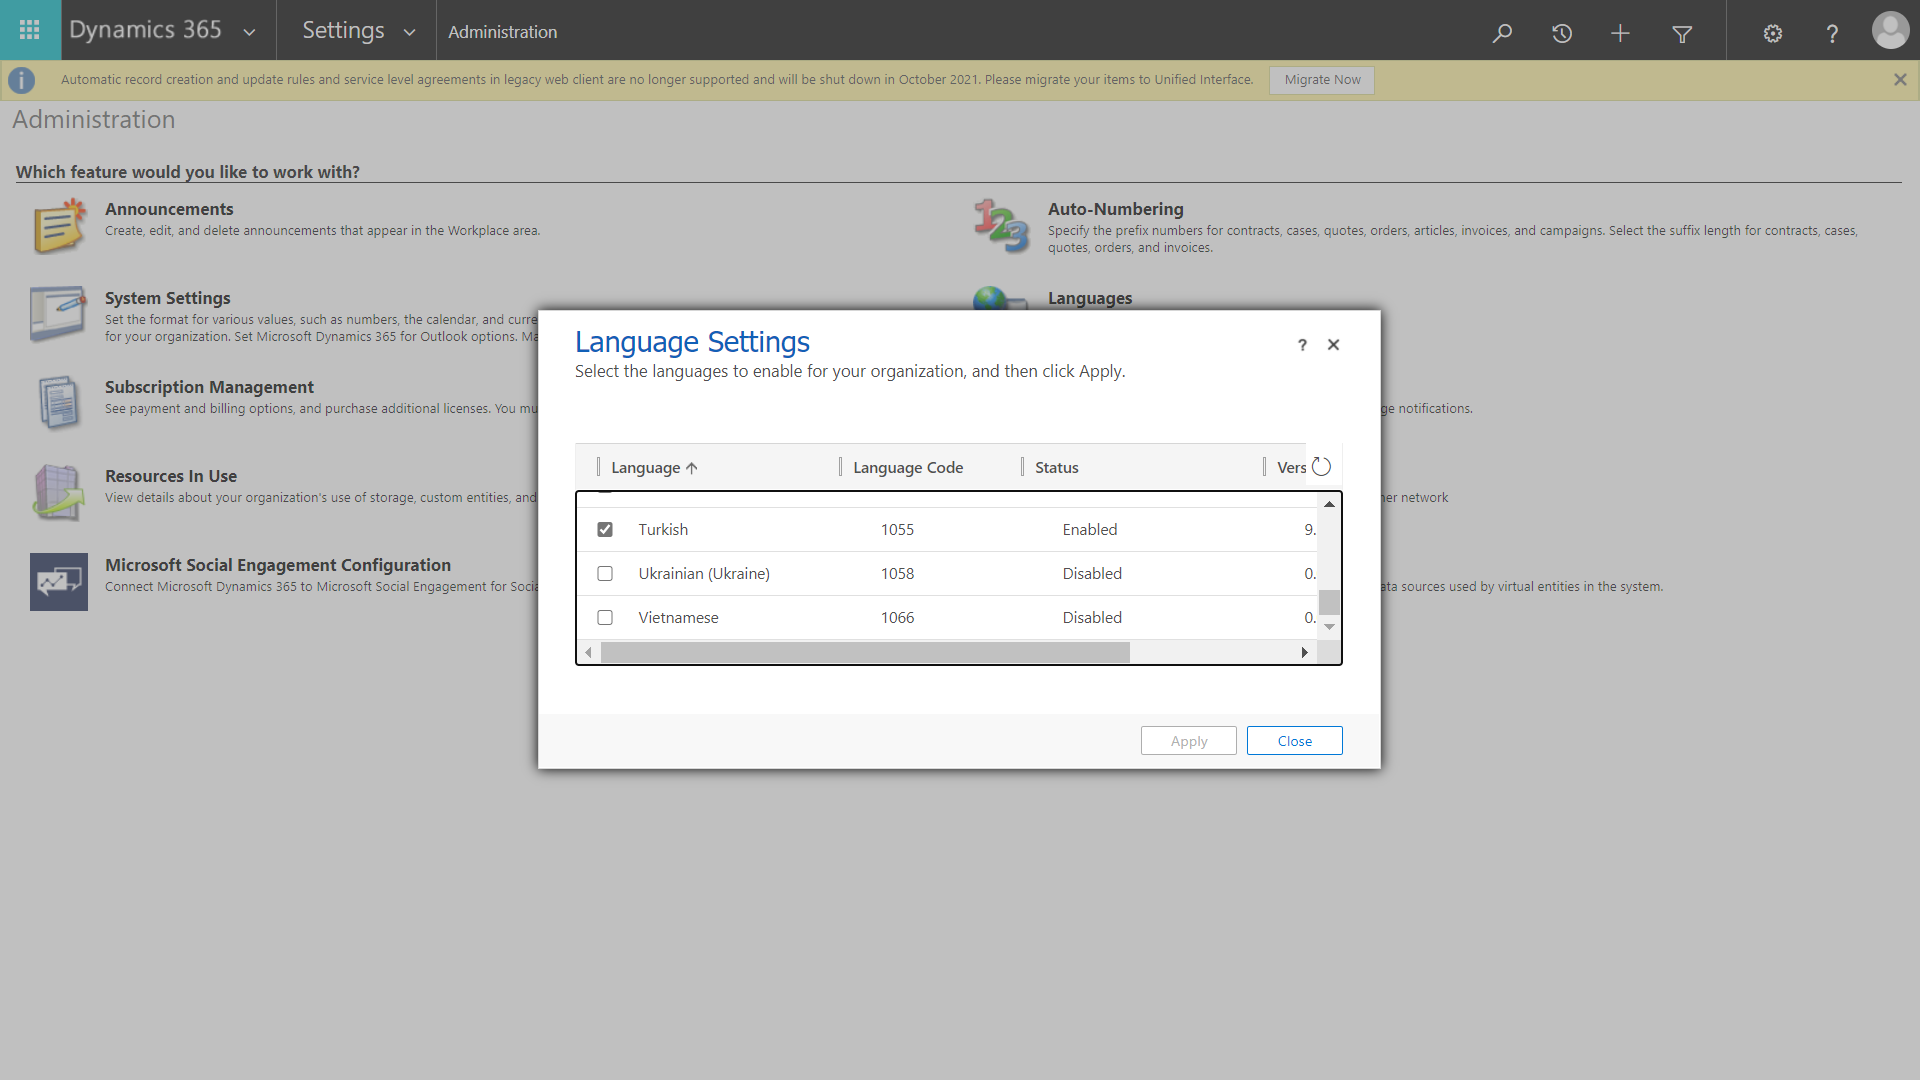 Dynamics 365 Settings Administration
Automatic record creation and update rules and service level agreements in legacy web client are no longer supported and will be shut down in October 2021. Please migrate your items to Unified Interface. Migrate Now
Administration
Which feature would you like to work with?
Announcements
Create, edit, and delete announcements that appear in the Workplace area.
Auto-Numbering
Specify the prefix numbers for contracts, cases, quotes, orders, articles, invoices, and campaigns. Select the suffix length for contracts, cases,
quotes, orders, and invoices.
System Settings
Set the format for various values, such as numbers, the calendar, and
for your organization. Set Microsoft Dynamics 365 for Outlook options.
Languages
Subscription Management
See payment and billing options, and purchase additional licenses. You
notifications.
Resources In Use
View details about your organization's use of storage, custom entities, and
network
Microsoft Social Engagement Configuration
Connect Microsoft Dynamics 365 to Microsoft Social Engagement for
sources used by virtual entities in the system.
Language Settings
Select the languages to enable for your organization, and then click Apply.
Language Language Code Status Vers
Turkish 1055 Enabled 9.
Ukrainian (Ukraine) 1058 Disabled 0.
Vietnamese 1066 Disabled 0.
Apply Close